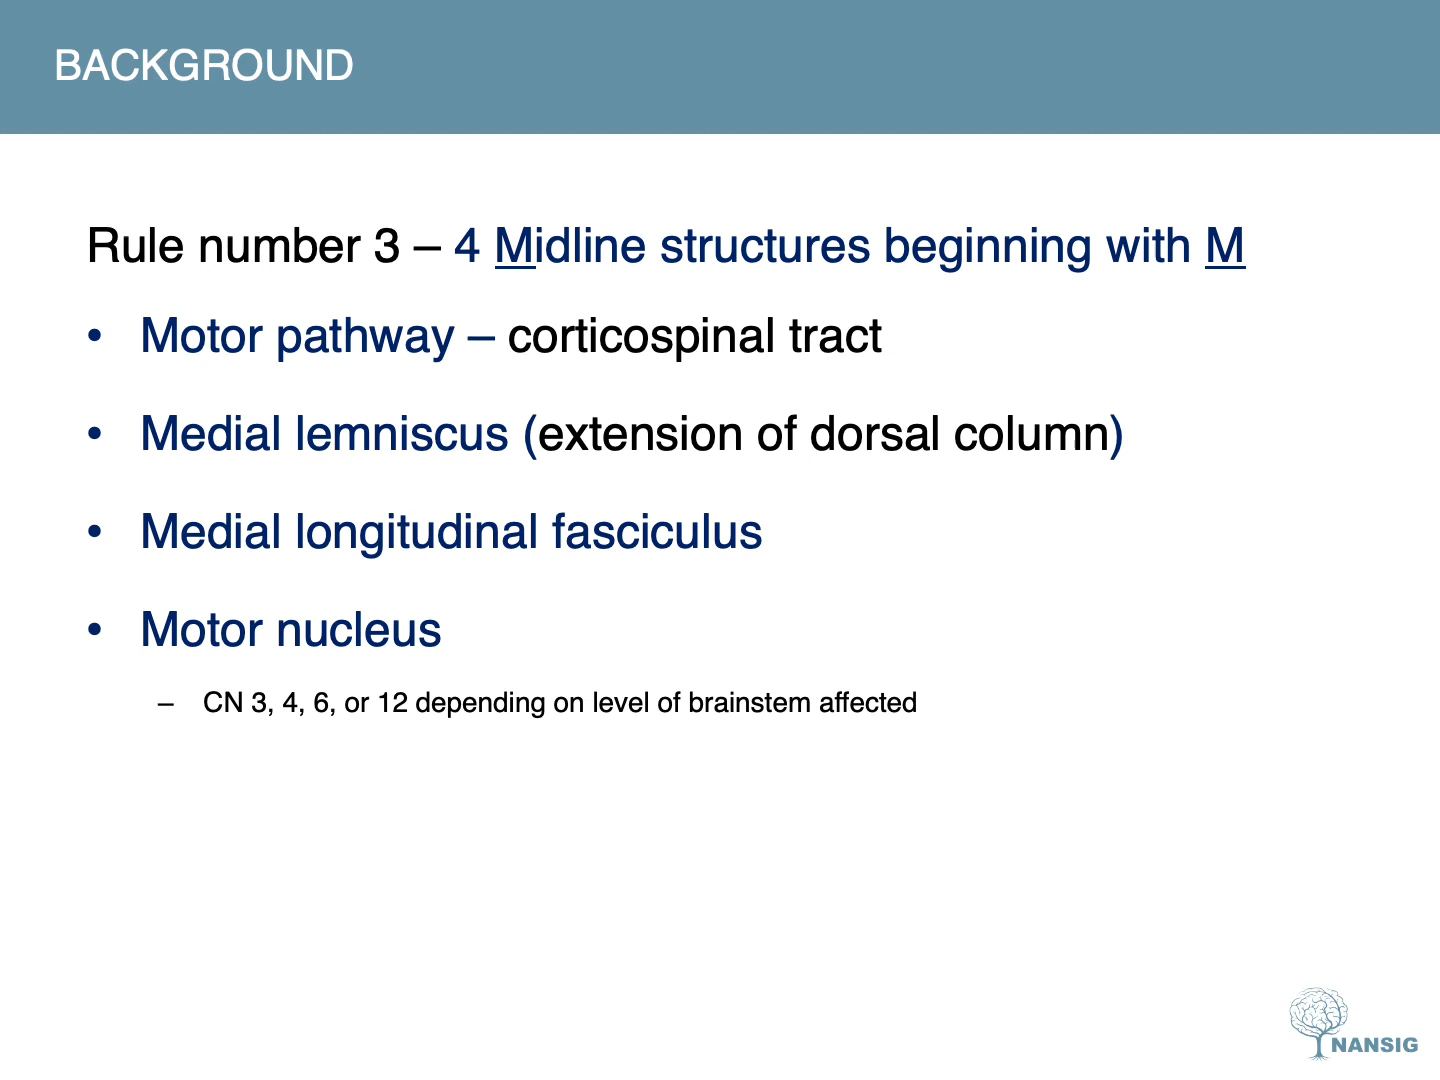 BACKGROUND
Rule number 3 – 4 Midline structures beginning with M
• Motor pathway – corticospinal tract
• Medial lemniscus (extension of dorsal column)
• Medial longitudinal fasciculus
• Motor nucleus
– CN 3, 4, 6, or 12 depending on level of brainstem affected
NANSIG